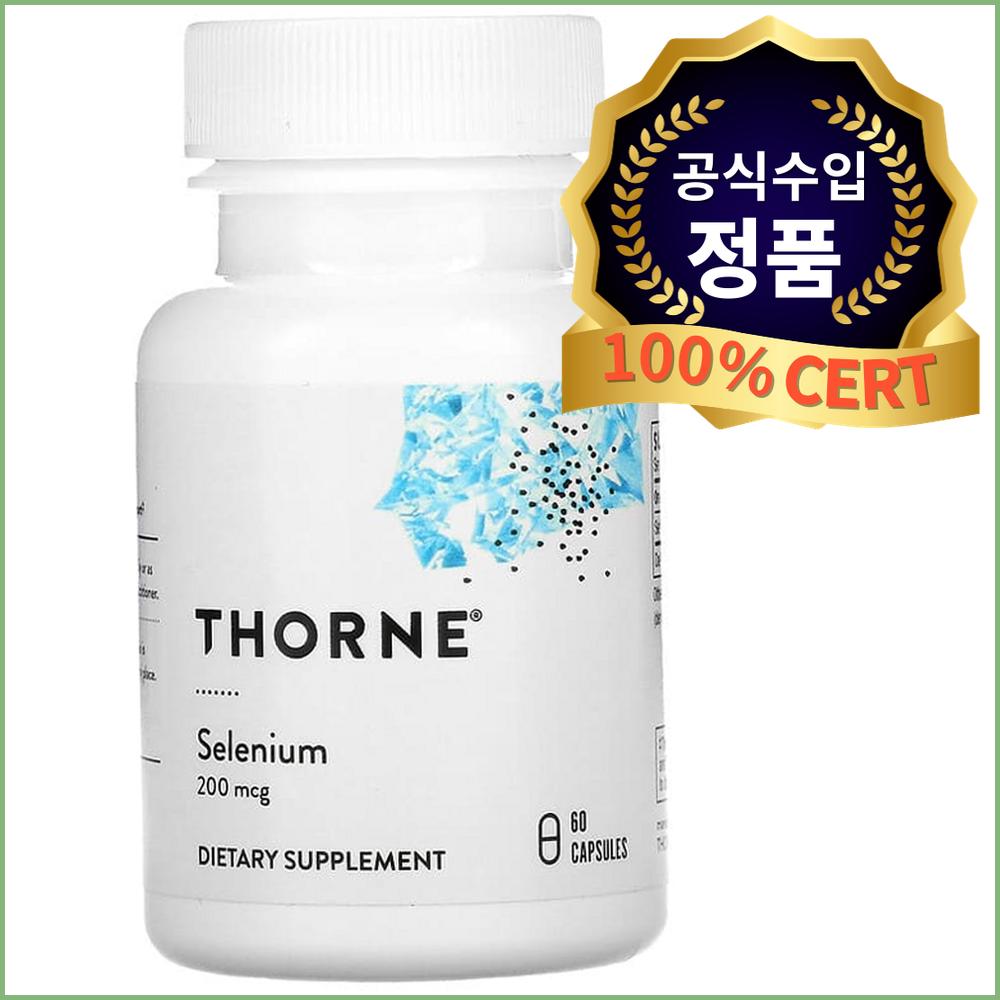 공식수입
정품
100% CERT
THORNE®
Selenium
200 mcg
DIETARY SUPPLEMENT
60
CAPSULES